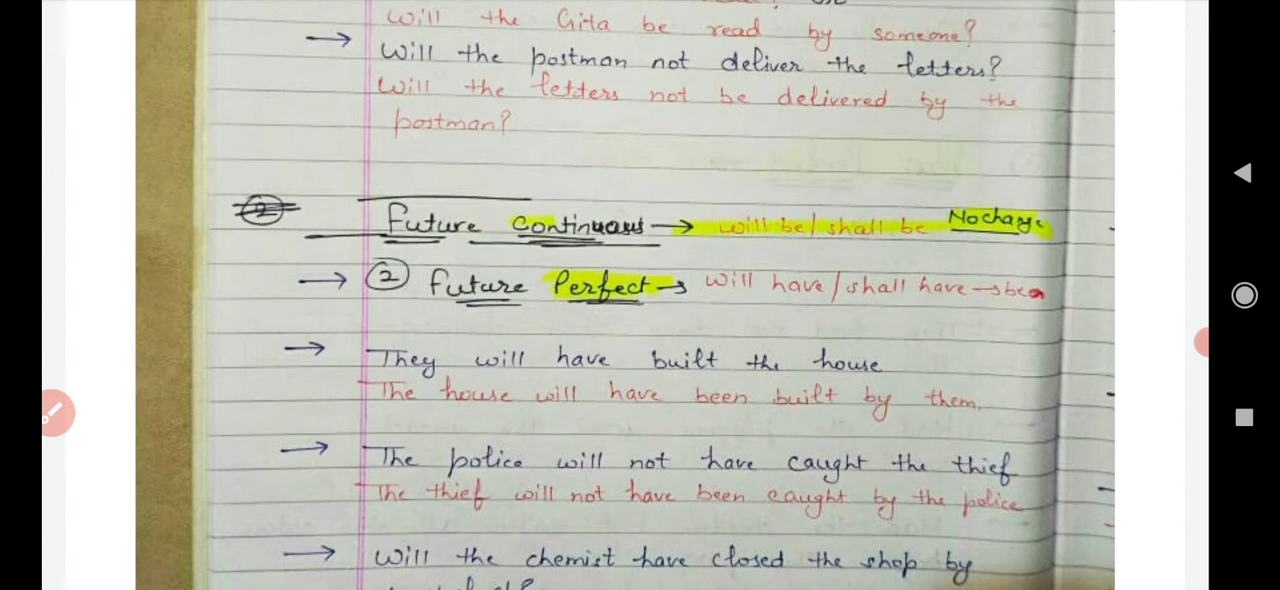 Will the Gita be read by someone?
→ Will the postman not deliver the letters?
Will the letters not be delivered by the
postman?
② Future Continuous → will be/ shall be No change
→ ② Future Perfect → will have/shall have → been
→ They will have built the house
The house will have been built by them.
→ The police will not have caught the thief
The thief will not have been caught by the police
→ Will the chemist have closed the shop by